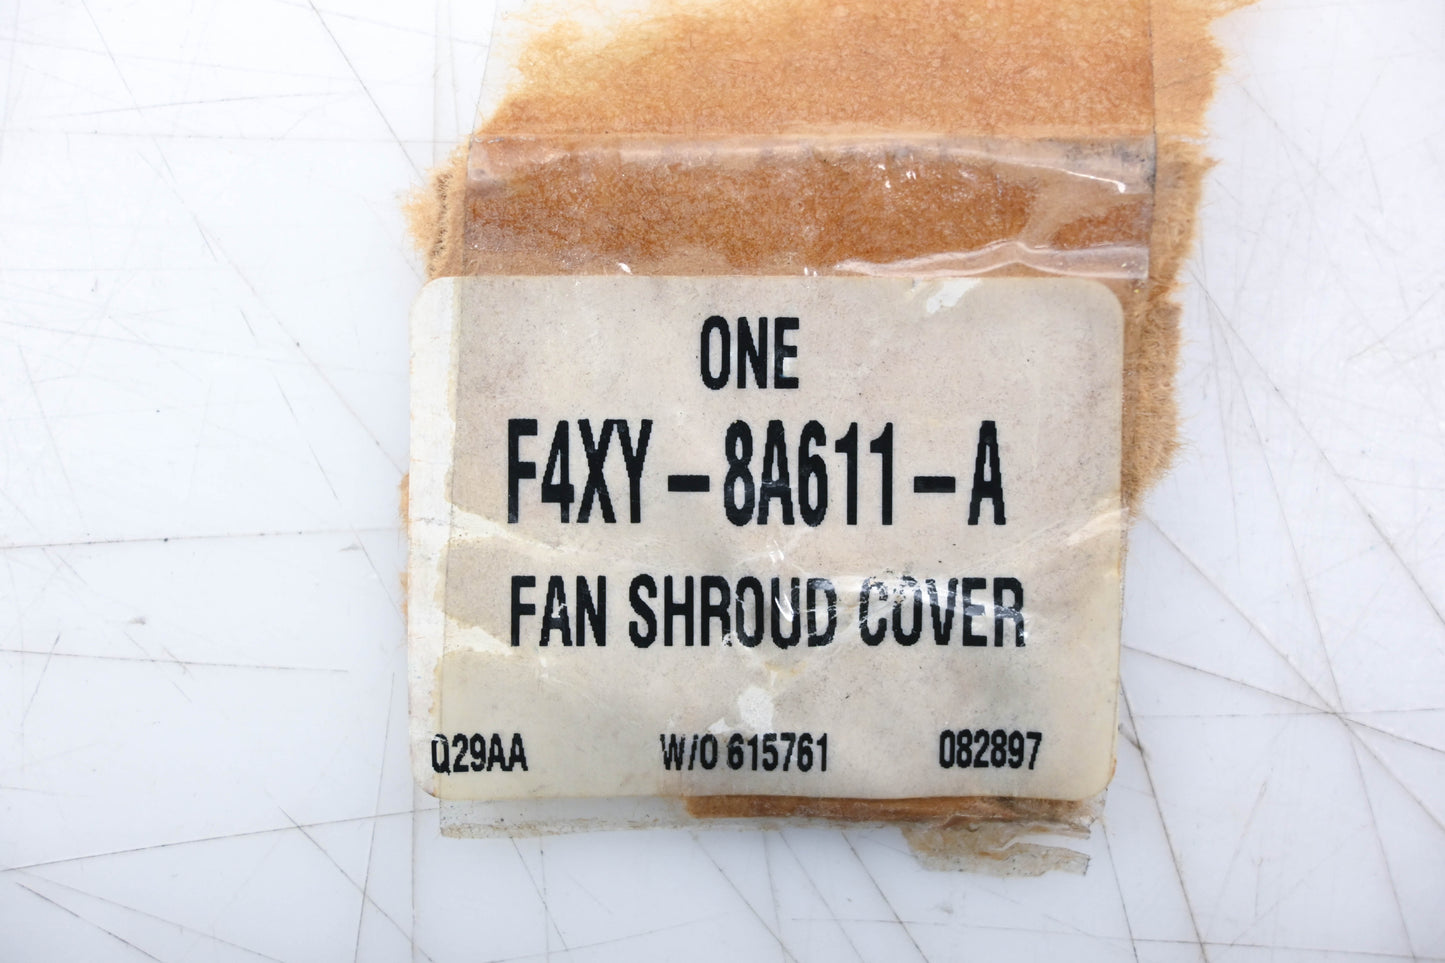 ONE
F4XY-8A611-A
FAN SHROUD COVER
Q29AA W/O 615761 082897